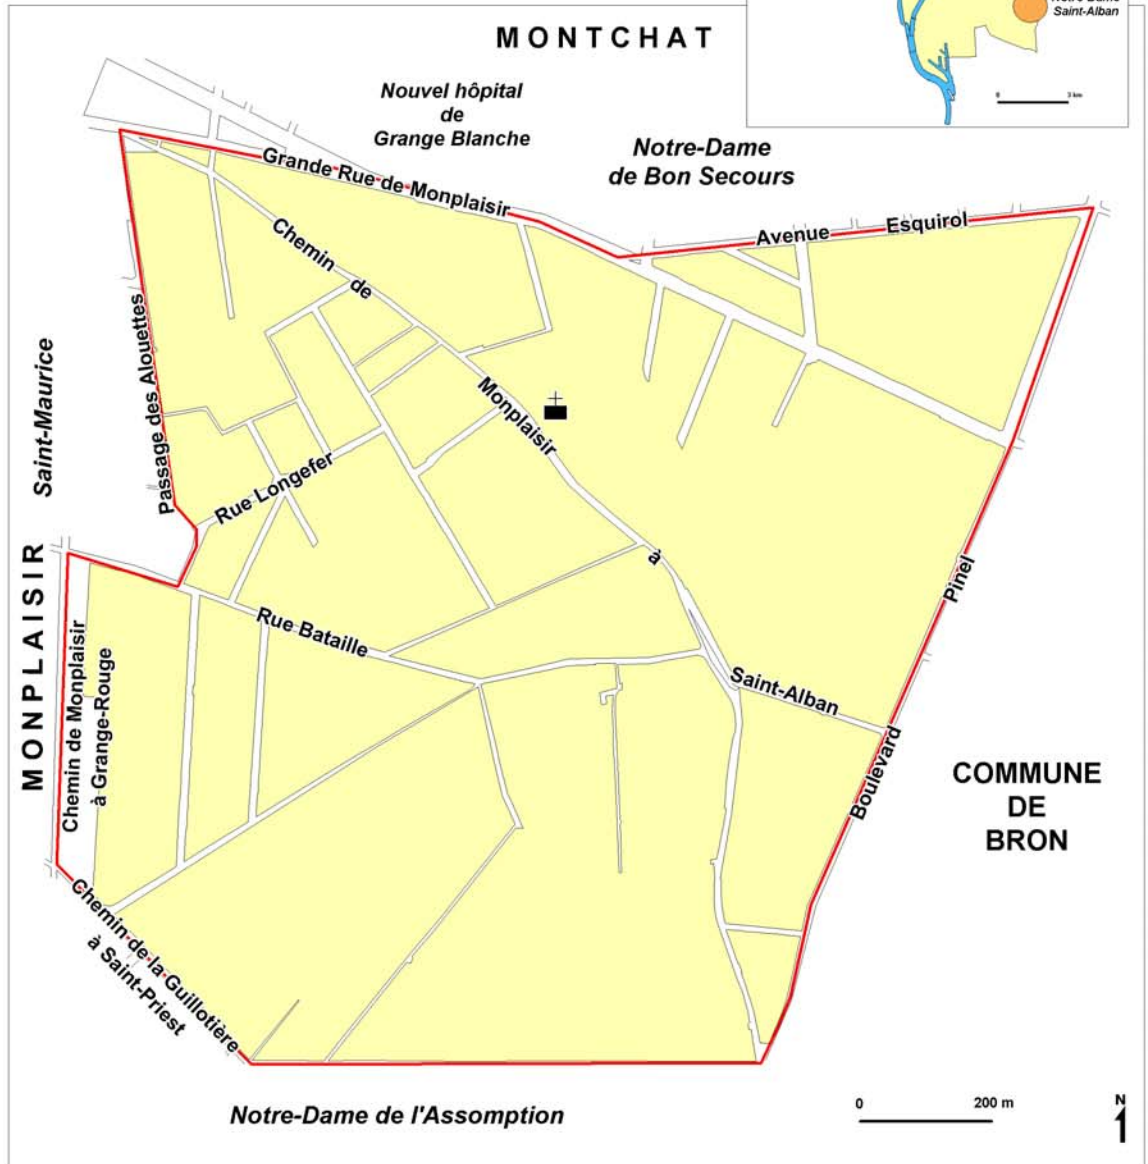 Notre-Dame
Saint-Alban
0 3 km
MONTCHAT
Nouvel hôpital
de
Grange Blanche
Notre-Dame
de Bon Secours
Grande Rue de Monplaisir
Avenue Esquirol
Chemin de Monplaisir à Saint-Alban
Passage des Alouettes
Saint-Maurice
Rue Longefer
MONPLAISIR
Rue Bataille
Chemin de Monplaisir
à Grange-Rouge
Boulevard Pinel
COMMUNE
DE
BRON
Chemin de la Guillotière
à Saint-Priest
Notre-Dame de l'Assomption
0 200 m
N